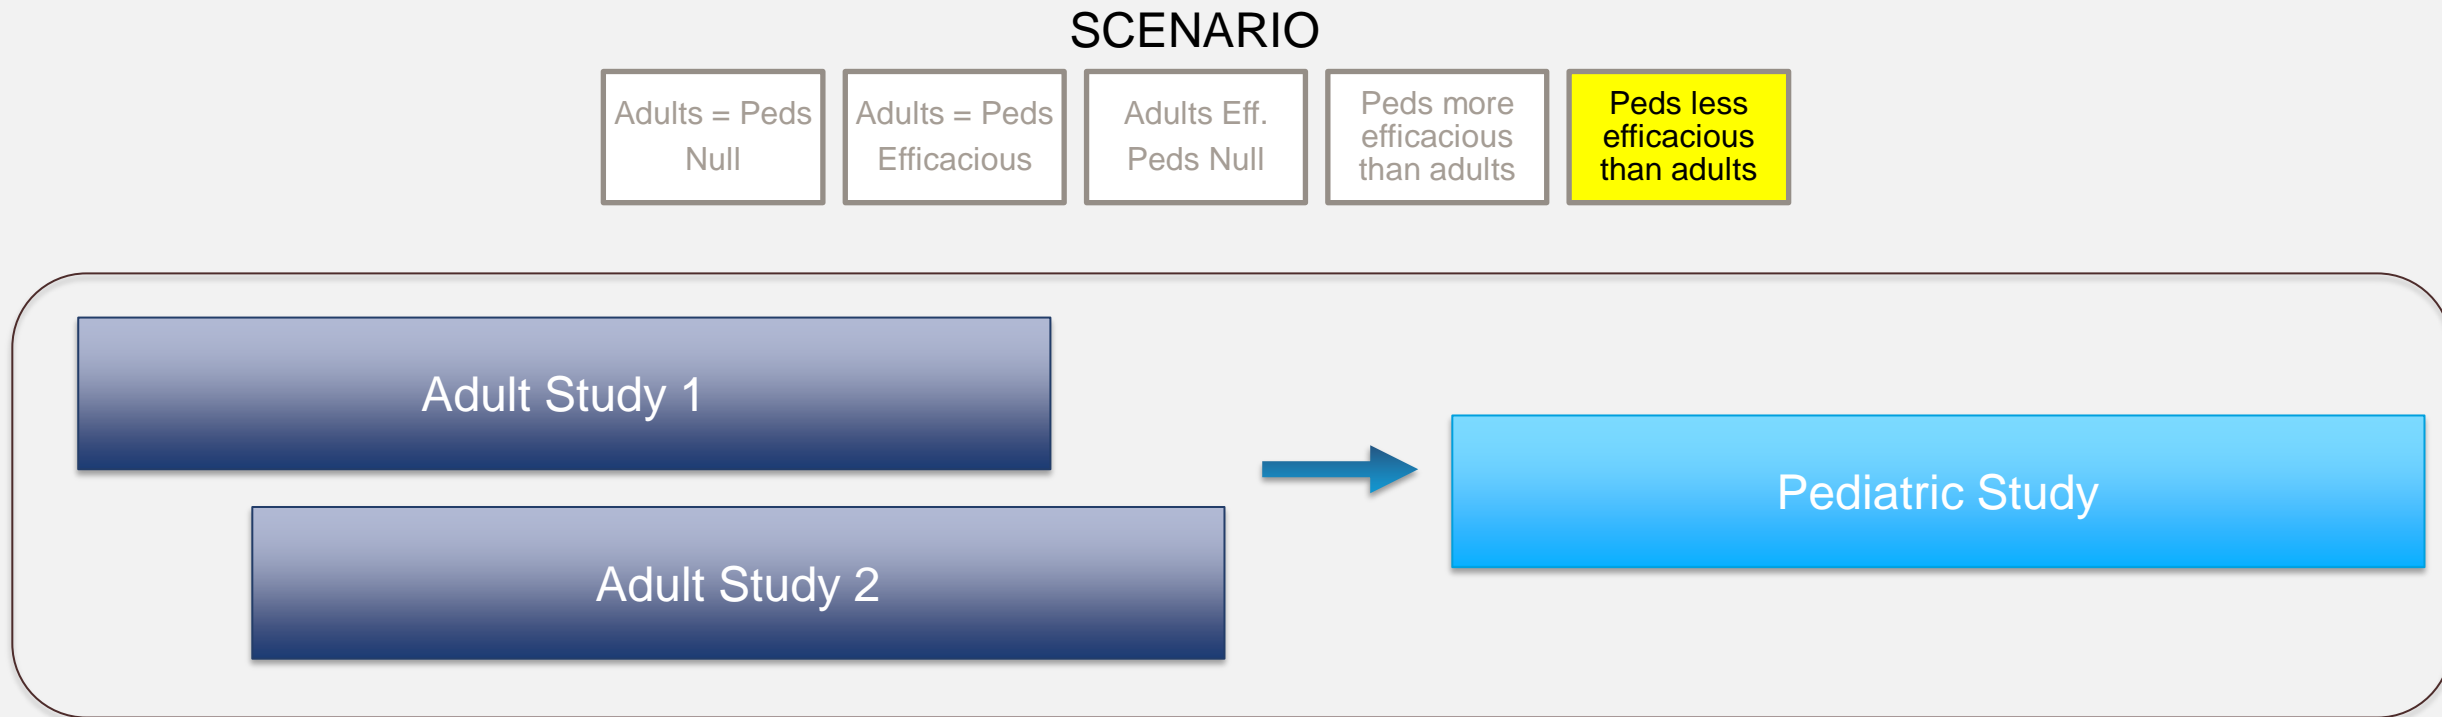 SCENARIO
Adults = Peds
Null
Adults = Peds
Efficacious
Adults Eff.
Peds Null
Peds more
efficacious
than adults
Peds less
efficacious
than adults
Adult Study 1
Adult Study 2
Pediatric Study